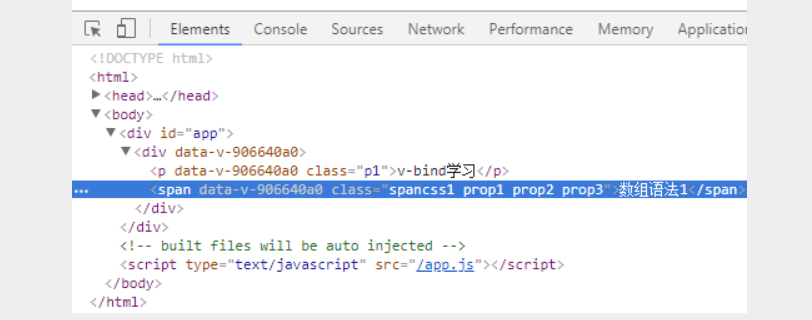 Elements Console Sources Network Performance Memory Application
<!DOCTYPE html>
<html>
<head>…</head>
<body>
<div id="app">
<div data-v-906640a0>
<p data-v-906640a0 class="p1">v-bind学习</p>
<span data-v-906640a0 class="spancss1 prop1 prop2 prop3">数组语法1</span>
</div>
</div>
<!-- built files will be auto injected -->
<script type="text/javascript" src="/app.js"></script>
</body>
</html>